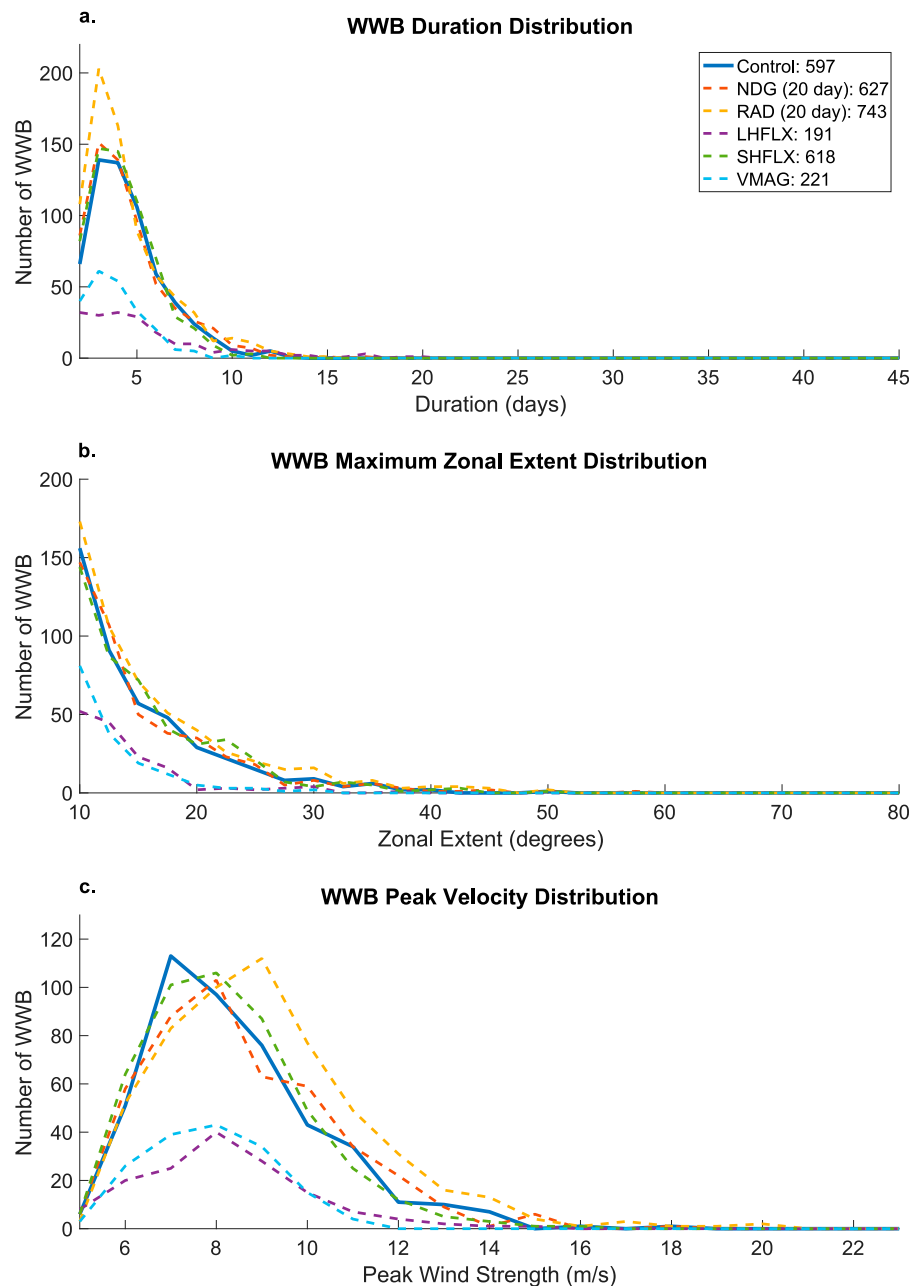 a.
WWB Duration Distribution
200
150
100
50
0
Number of WWB
5 10 15 20 25 30 35 40 45
Duration (days)
Control: 597
NDG (20 day): 627
RAD (20 day): 743
LHFLX: 191
SHFLX: 618
VMAG: 221
b.
WWB Maximum Zonal Extent Distribution
200
150
100
50
0
Number of WWB
10 20 30 40 50 60 70 80
Zonal Extent (degrees)
c.
WWB Peak Velocity Distribution
120
100
80
60
40
20
0
Number of WWB
6 8 10 12 14 16 18 20 22
Peak Wind Strength (m/s)